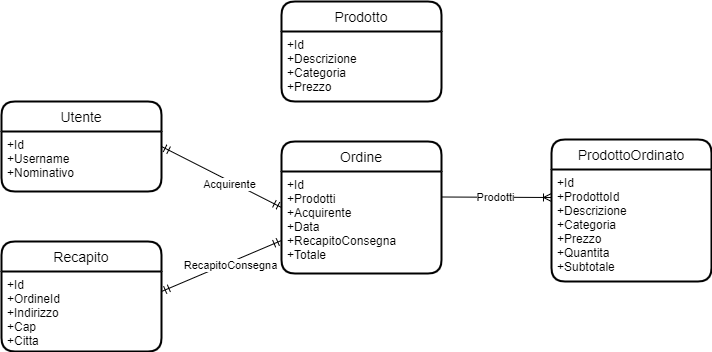 Prodotto
+Id
+Descrizione
+Categoria
+Prezzo
Utente
+Id
+Username
+Nominativo
Acquirente
Ordine
+Id
+Prodotti
+Acquirente
+Data
+RecapitoConsegna
+Totale
Prodotti
ProdottoOrdinato
+Id
+ProdottoId
+Descrizione
+Categoria
+Prezzo
+Quantita
+Subtotale
RecapitoConsegna
Recapito
+Id
+OrdineId
+Indirizzo
+Cap
+Citta